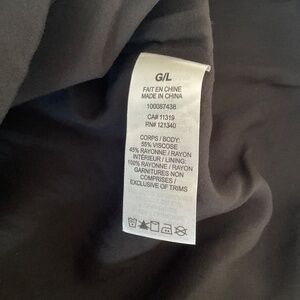 G/L
FAIT EN CHINE
MADE IN CHINA
100087438
CA# 11319
RN# 121340
CORPS / BODY:
55% VISCOSE
45% RAYONNE / RAYON
INTÉRIEUR / LINING:
100% RAYONNE / RAYON
GARNITURES NON
COMPRISES /
EXCLUSIVE OF TRIMS